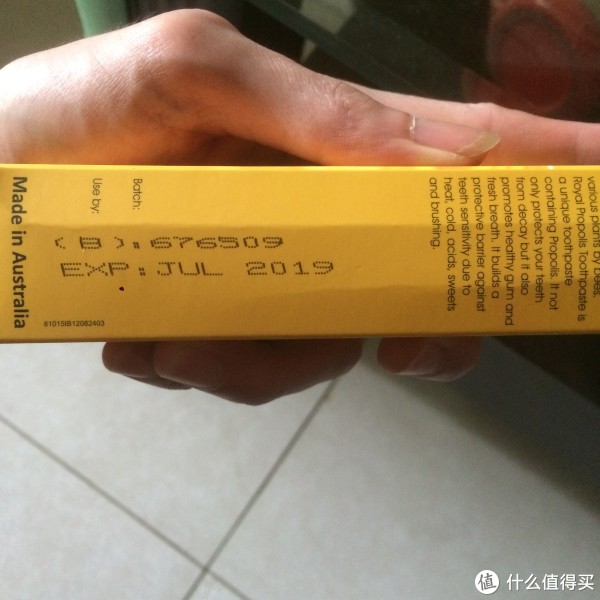 various plants by bees.
Royal Propolis Toothpaste is
a unique toothpaste
containing Propolis. It not
only protects your teeth
from decay but it also
promotes healthy gum and
fresh breath. It builds a
protective barrier against
teeth sensitivity due to
heat, cold, acids, sweets
and brushing.
Batch:
Use by:
(B):676509
EXP:JUL 2019
Made in Australia
81015IB12082403
值 什么值得买